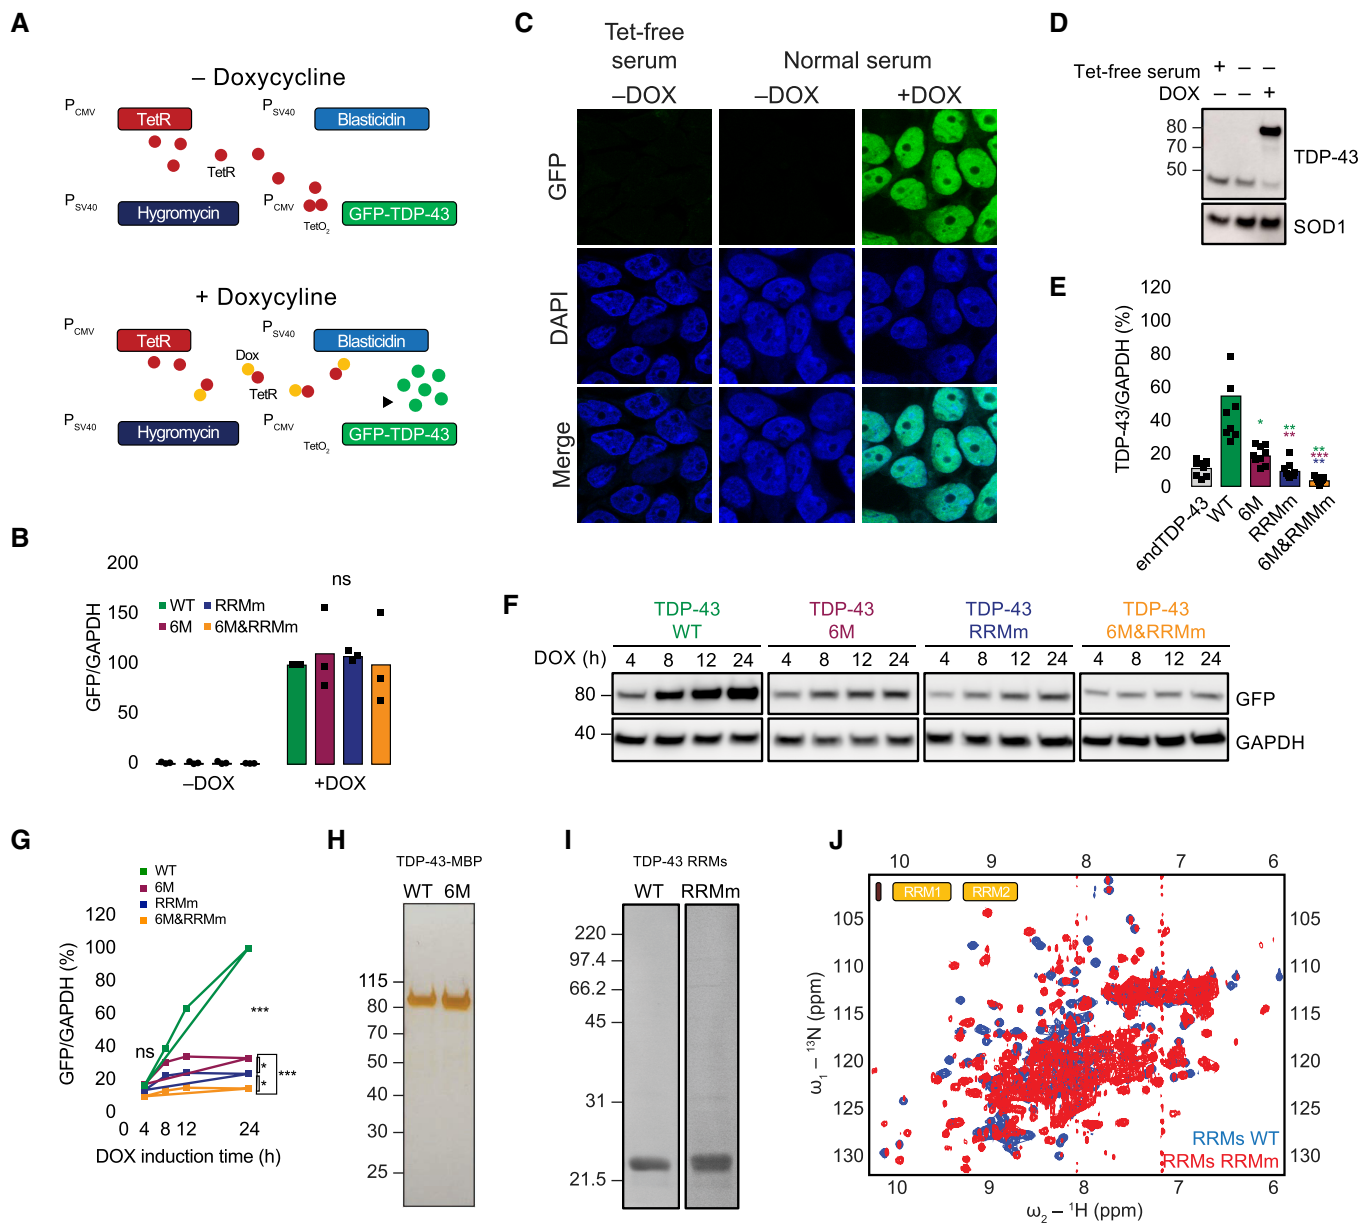 A
– Doxycycline
PCMV
TetR
PSV40
Blasticidin
TetR
PSV40
Hygromycin
PCMV
TetO2
GFP-TDP-43
+ Doxycyline
PCMV
TetR
PSV40
Blasticidin
Dox
TetR
PSV40
Hygromycin
PCMV
TetO2
GFP-TDP-43
B
200
150
100
50
0
GFP/GAPDH
WT
RRMm
6M
6M&RRMm
ns
–DOX
+DOX
C
Tet-free
serum
Normal serum
–DOX
–DOX
+DOX
GFP
DAPI
Merge
D
Tet-free serum + – –
DOX – – +
80
70
50
TDP-43
SOD1
E
120
100
80
60
40
20
0
TDP-43/GAPDH (%)
*
**
**
**
***
**
endTDP-43
WT
6M
RRMm
6M&RMMm
F
TDP-43
WT
TDP-43
6M
TDP-43
RRMm
TDP-43
6M&RRMm
DOX (h) 4 8 12 24 4 8 12 24 4 8 12 24 4 8 12 24
80
GFP
40
GAPDH
G
WT
6M
RRMm
6M&RRMm
120
100
80
60
40
20
0
GFP/GAPDH (%)
ns
***
*
*
***
0 4 8 12 24
DOX induction time (h)
H
TDP-43-MBP
WT 6M
115
80
70
50
40
30
25
I
TDP-43 RRMs
WT RRMm
220
97.4
66.2
45
31
21.5
J
10 9 8 7 6
RRM1
RRM2
105 105
110 110
115 115
120 120
125 125
130 130
ω1 – 13N (ppm)
RRMs WT
RRMs RRMm
10 9 8 7 6
ω2 – 1H (ppm)